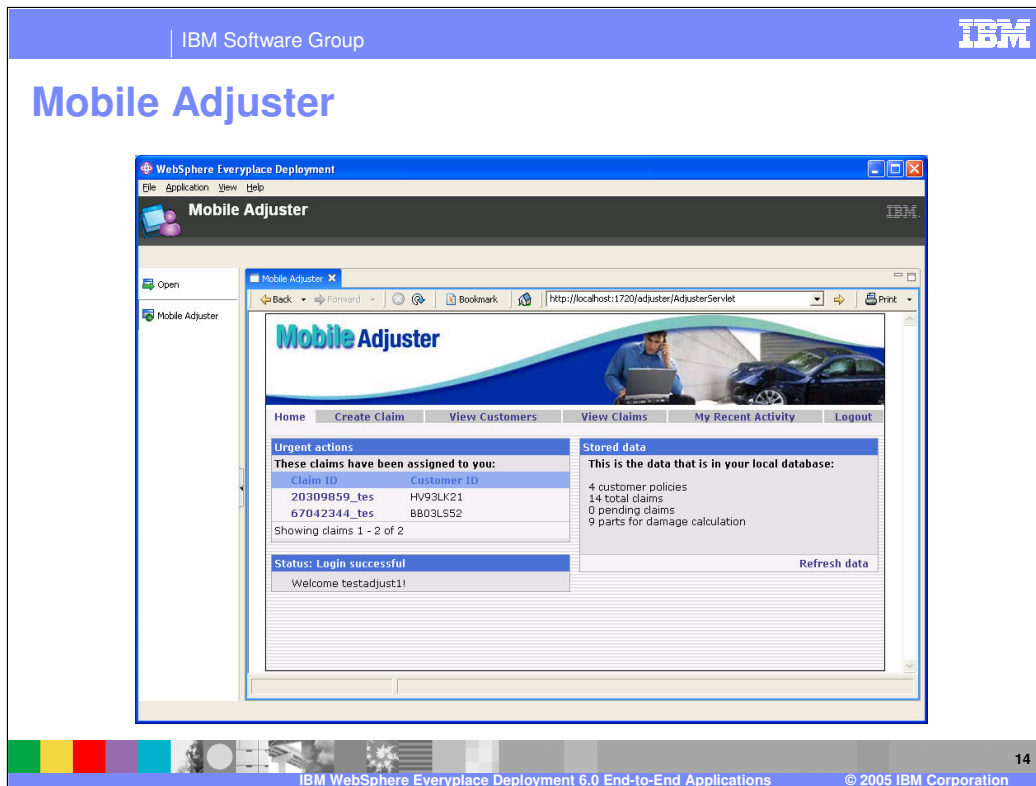 IBM Software Group
IBM
Mobile Adjuster
WebSphere Everyplace Deployment
File Application View Help
Mobile Adjuster
IBM.
Open
Mobile Adjuster
Mobile Adjuster
Back Forward Bookmark http://localhost:1720/adjuster/AdjusterServlet Print
Mobile Adjuster
Home Create Claim View Customers View Claims My Recent Activity Logout
Urgent actions
These claims have been assigned to you:
Claim ID Customer ID
20309859_tes HV93LK21
67042344_tes BB03LS52
Showing claims 1 - 2 of 2
Status: Login successful
Welcome testadjust1!
Stored data
This is the data that is in your local database:
4 customer policies
14 total claims
0 pending claims
9 parts for damage calculation
Refresh data
14
IBM WebSphere Everyplace Deployment 6.0 End-to-End Applications
© 2005 IBM Corporation